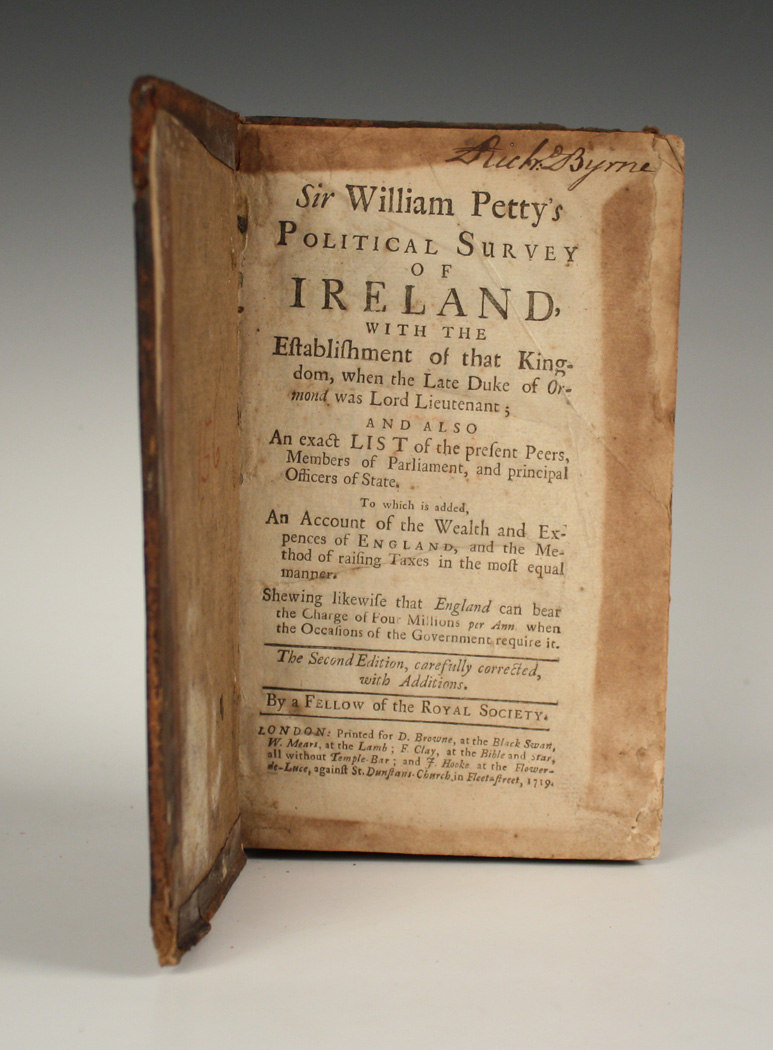 Rich. Byrne
Sir William Petty's
POLITICAL SURVEY
OF
IRELAND,
WITH THE
Eſtabliſhment of that King-
dom, when the Late Duke of Or-
mond was Lord Lieutenant;
AND ALSO
An exact LIST of the preſent Peers,
Members of Parliament, and principal
Officers of State.
To which is added,
An Account of the Wealth and Ex-
pences of ENGLAND, and the Me-
thod of raiſing Taxes in the moſt equal
manner.
Shewing likewiſe that England can bear
the Charge of Four Millions per Ann. when
the Occaſions of the Government require it.
The Second Edition, carefully corrected,
with Additions.
By a FELLOW of the ROYAL SOCIETY.
LONDON: Printed for D. Browne, at the Black Swan,
W. Mears, at the Lamb; F. Clay, at the Bible and Star,
all without Temple-Bar; and F. Hooke at the Flower-
de-Luce, againſt St. Dunſtans-Church in Fleetſtreet, 1719.